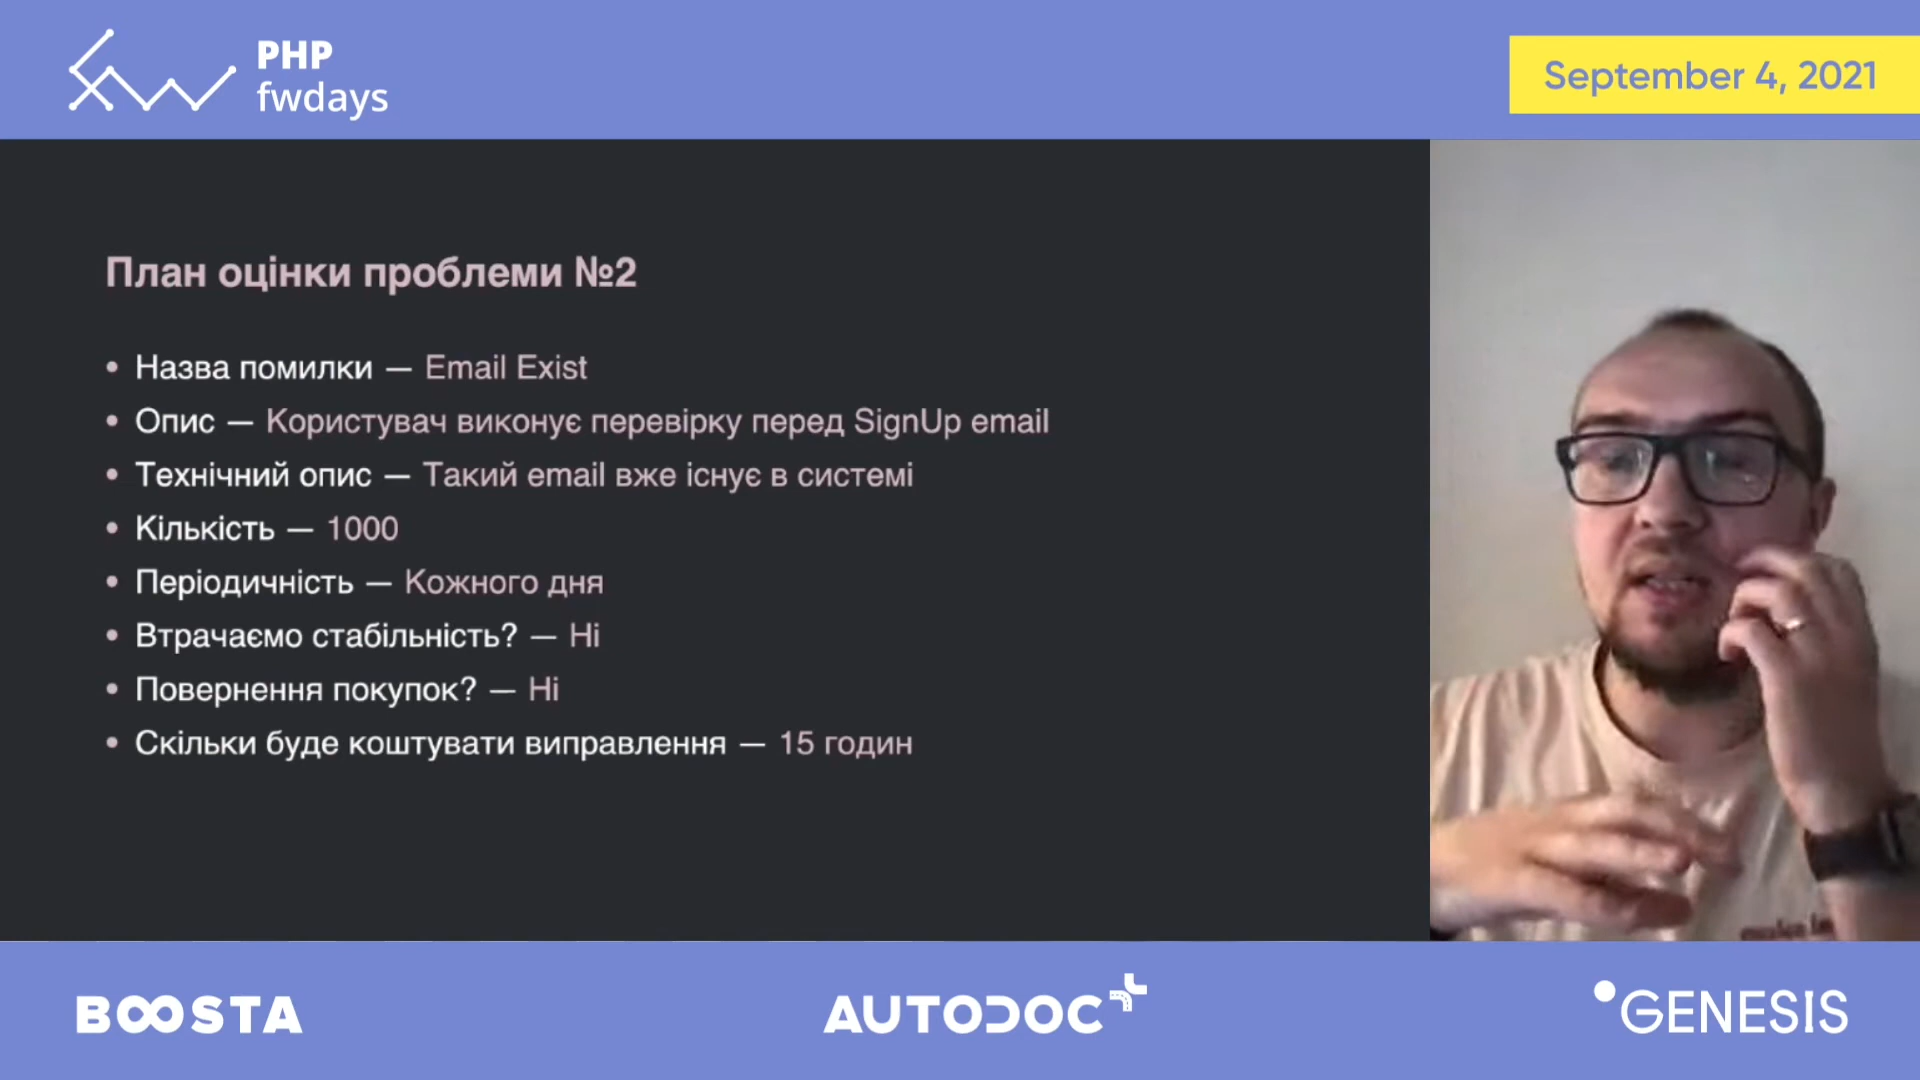 PHP
fwdays
September 4, 2021
План оцінки проблеми №2
• Назва помилки — Email Exist
• Опис — Користувач виконує перевірку перед SignUp email
• Технічний опис — Такий email вже існує в системі
• Кількість — 1000
• Періодичність — Кожного дня
• Втрачаємо стабільність? — Ні
• Повернення покупок? — Ні
• Скільки буде коштувати виправлення — 15 годин
BOOSTA
AUTODOC
GENESIS